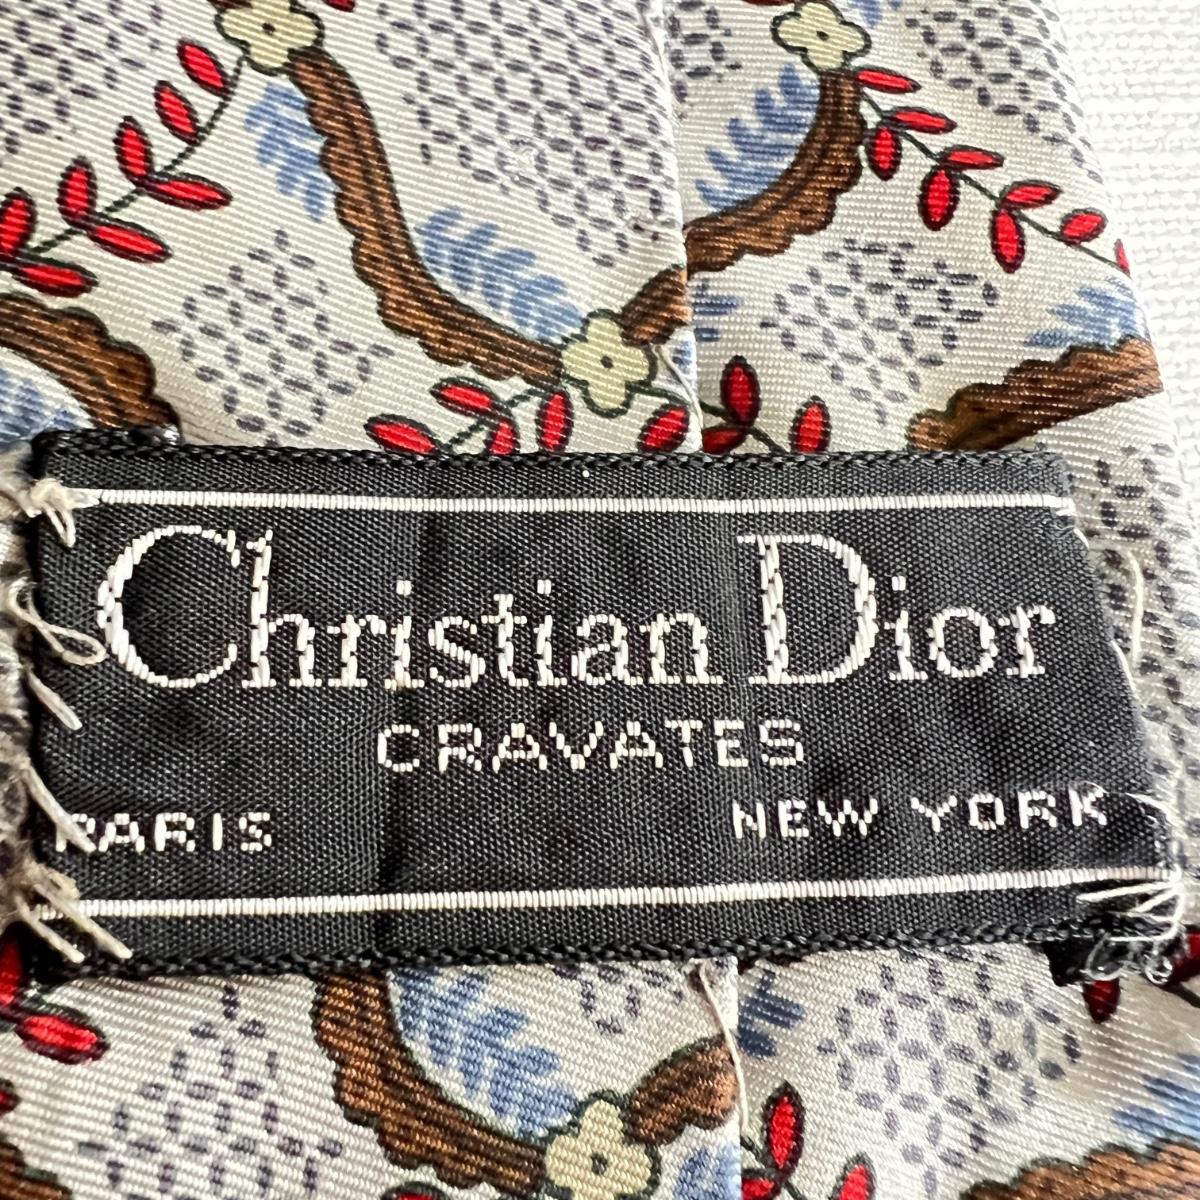 Christian Dior
CRAVATES
PARIS NEW YORK